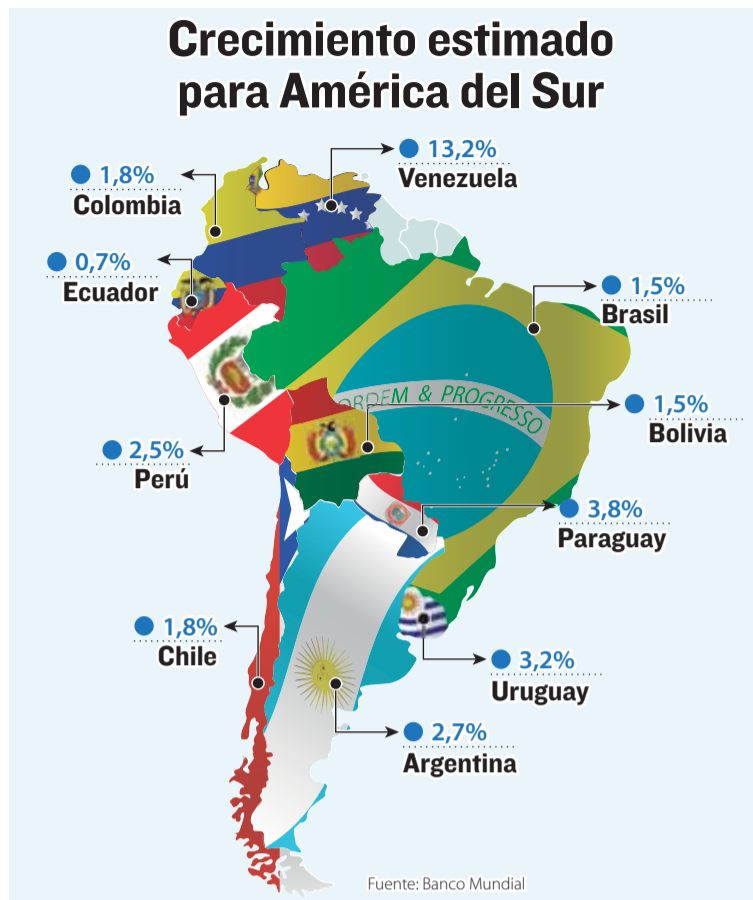 Crecimiento estimado
para América del Sur
13,2%
Venezuela
1,8%
Colombia
0,7%
Ecuador
1,5%
Brasil
ORDEM & PROGRESSO
1,5%
Bolivia
2,5%
Perú
3,8%
Paraguay
1,8%
Chile
3,2%
Uruguay
2,7%
Argentina
Fuente: Banco Mundial